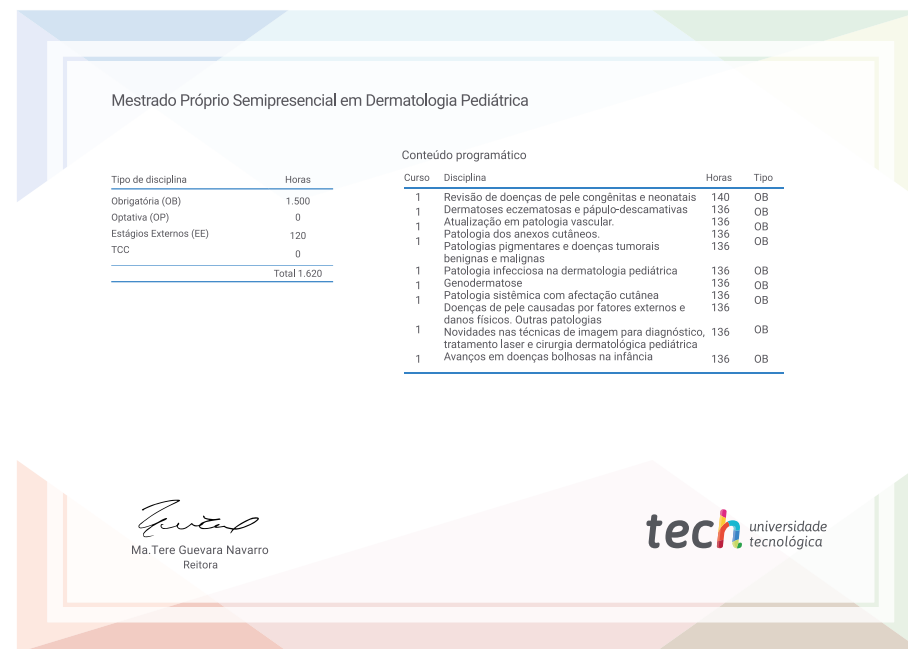 Mestrado Próprio Semipresencial em Dermatologia Pediátrica
Tipo de disciplina Horas
Obrigatória (OB) 1.500
Optativa (OP) 0
Estágios Externos (EE) 120
TCC 0
Total 1.620
Conteúdo programático
Curso Disciplina Horas Tipo
1 Revisão de doenças de pele congênitas e neonatais 140 OB
1 Dermatoses eczematosas e pápulo-descamativas 136 OB
1 Atualização em patologia vascular. 136 OB
1 Patologia dos anexos cutâneos. 136 OB
Patologias pigmentares e doenças tumorais 136
benignas e malignas
1 Patologia infecciosa na dermatologia pediátrica 136 OB
1 Genodermatose 136 OB
1 Patologia sistêmica com afectação cutânea 136 OB
Doenças de pele causadas por fatores externos e 136
danos físicos. Outras patologias
1 Novidades nas técnicas de imagem para diagnóstico, 136 OB
tratamento laser e cirurgia dermatológica pediátrica
1 Avanços em doenças bolhosas na infância 136 OB
Ma.Tere Guevara Navarro
Reitora
tech universidade
tecnológica